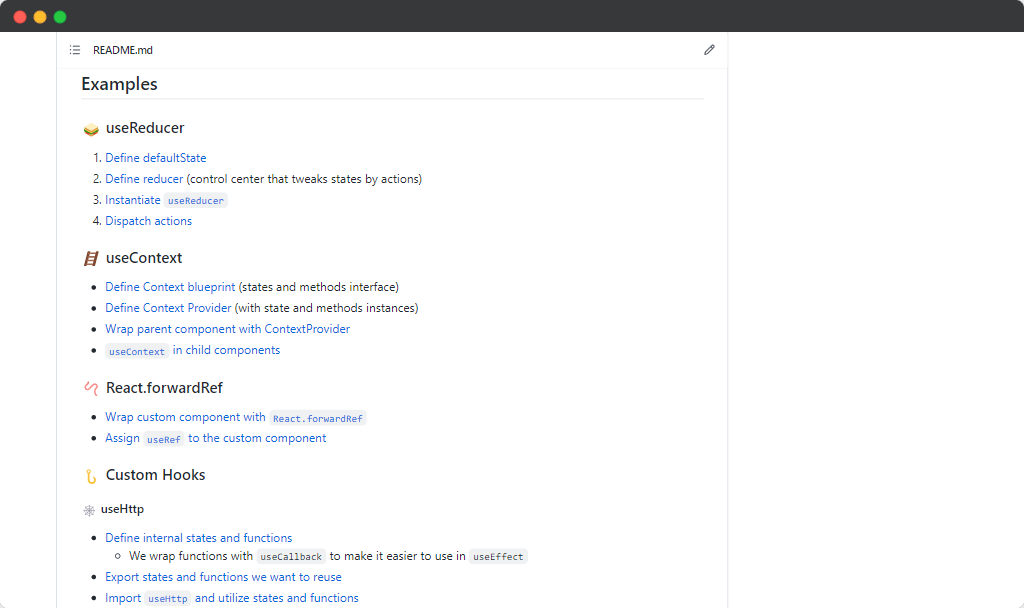 README.md
Examples
useReducer
1. Define defaultState
2. Define reducer (control center that tweaks states by actions)
3. Instantiate useReducer
4. Dispatch actions
useContext
• Define Context blueprint (states and methods interface)
• Define Context Provider (with state and methods instances)
• Wrap parent component with ContextProvider
• useContext in child components
React.forwardRef
• Wrap custom component with React.forwardRef
• Assign useRef to the custom component
Custom Hooks
useHttp
• Define internal states and functions
◦ We wrap functions with useCallback to make it easier to use in useEffect
• Export states and functions we want to reuse
• Import useHttp and utilize states and functions